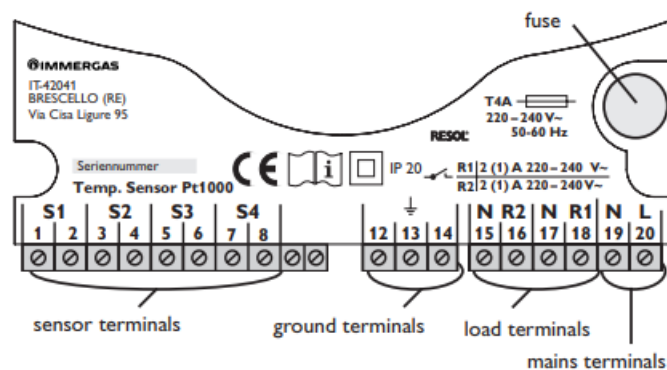 fuse
IMMERGAS
IT-42041
BRESCELLO (RE)
Via Cisa Ligure 95
T4A
220-240 V~
50-60 Hz
RESOL
Seriennummer
Temp. Sensor Pt1000
CE
i
IP 20
R1 2 (1) A 220-240 V~
R2 2 (1) A 220-240 V~
S1 S2 S3 S4 N R2 N R1 N L
1 2 3 4 5 6 7 8 12 13 14 15 16 17 18 19 20
sensor terminals
ground terminals
load terminals
mains terminals